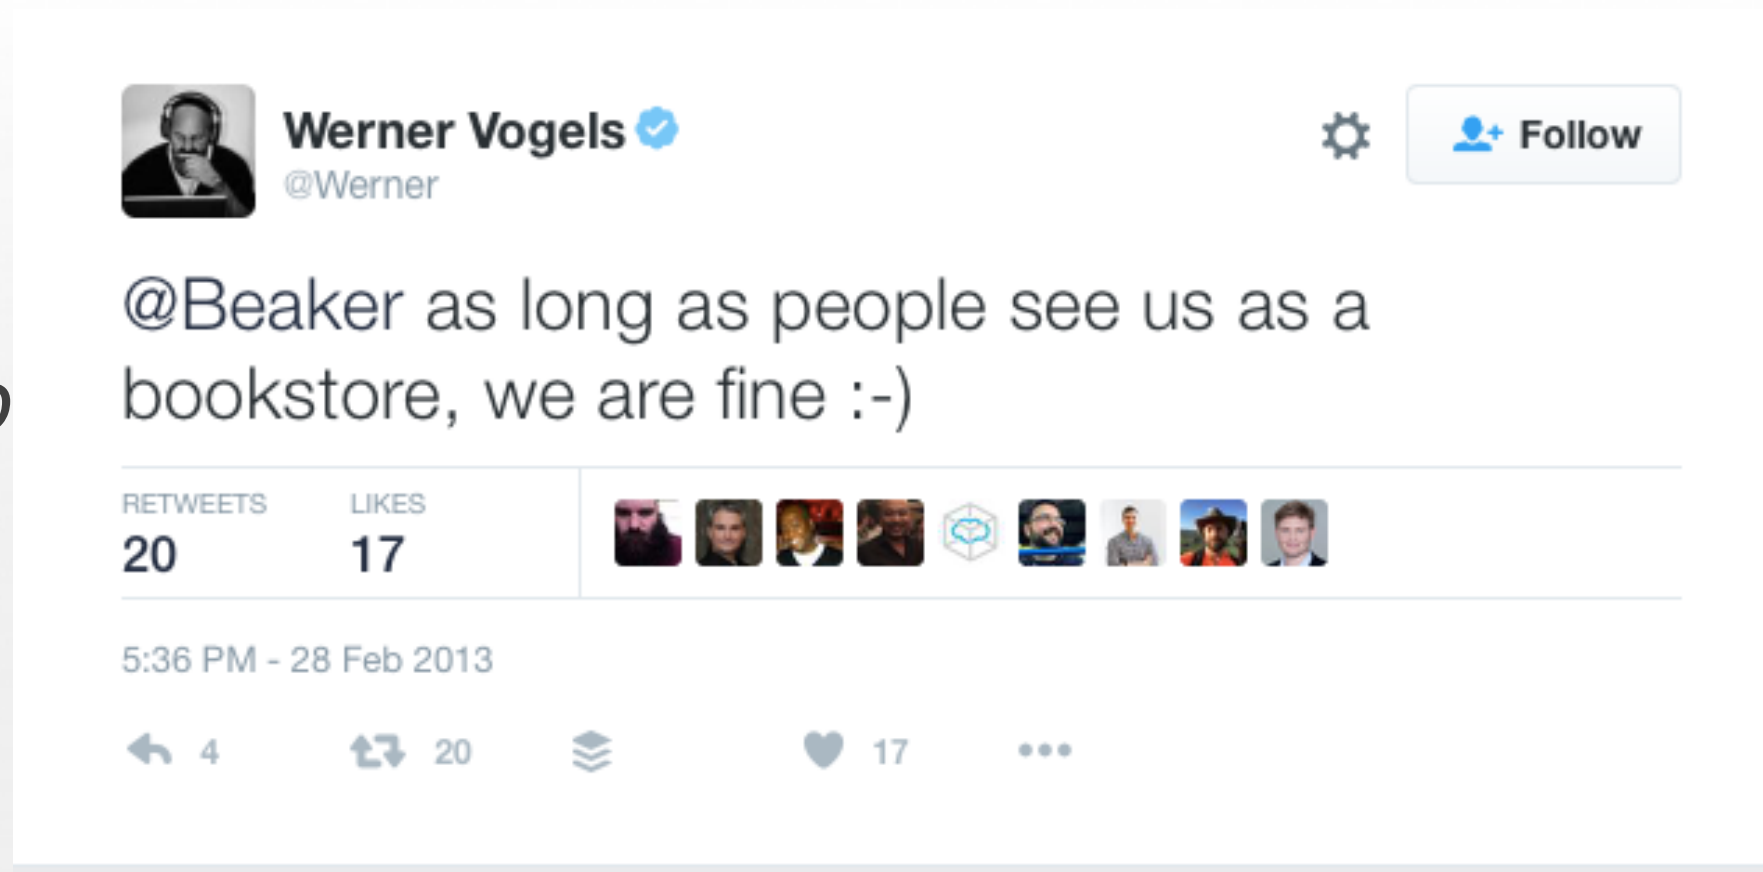 Werner Vogels
@Werner
Follow
@Beaker as long as people see us as a
bookstore, we are fine :-)
RETWEETS LIKES
20 17
5:36 PM - 28 Feb 2013
4 20 17